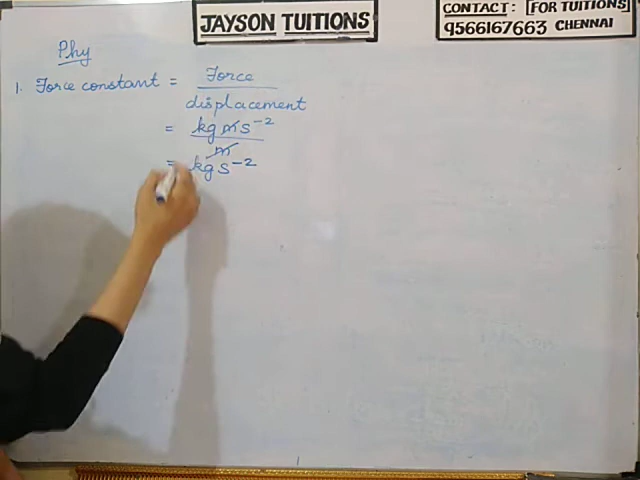 JAYSON TUITIONS
CONTACT: [FOR TUITIONS]
9566167663 CHENNAI
Phy
1. Force constant = Force
displacement
= kg m s⁻²
m
= kg s⁻²